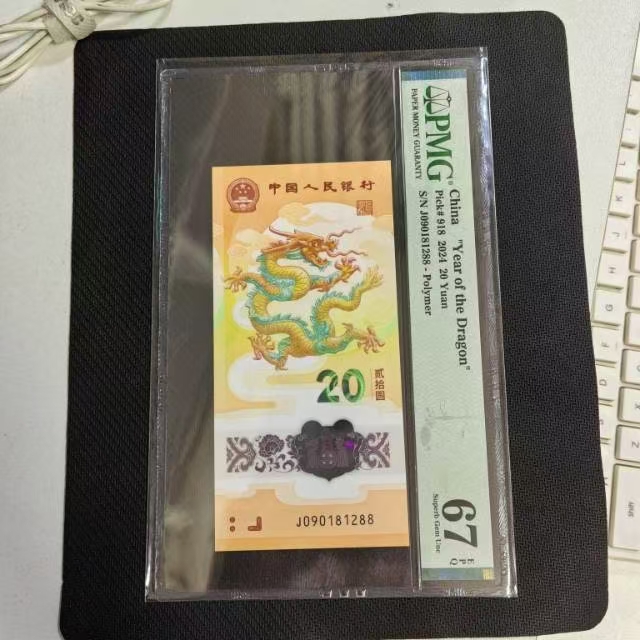 中国人民银行
20
贰拾圆
J090181288
PMG
PAPER MONEY GUARANTY
China "Year of the Dragon"
Pick# 918 2024 20 Yuan
S/N J090181288 - Polymer
67
EPQ
Superb Gem Unc